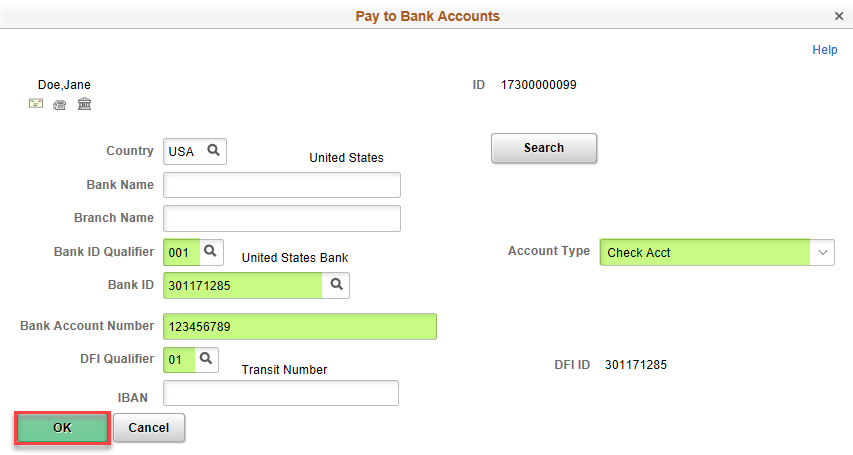 Pay to Bank Accounts ×
Help
Doe,Jane ID 17300000099
Country USA United States Search
Bank Name
Branch Name
Bank ID Qualifier 001 United States Bank Account Type Check Acct
Bank ID 301171285
Bank Account Number 123456789
DFI Qualifier 01 Transit Number DFI ID 301171285
IBAN
OK Cancel